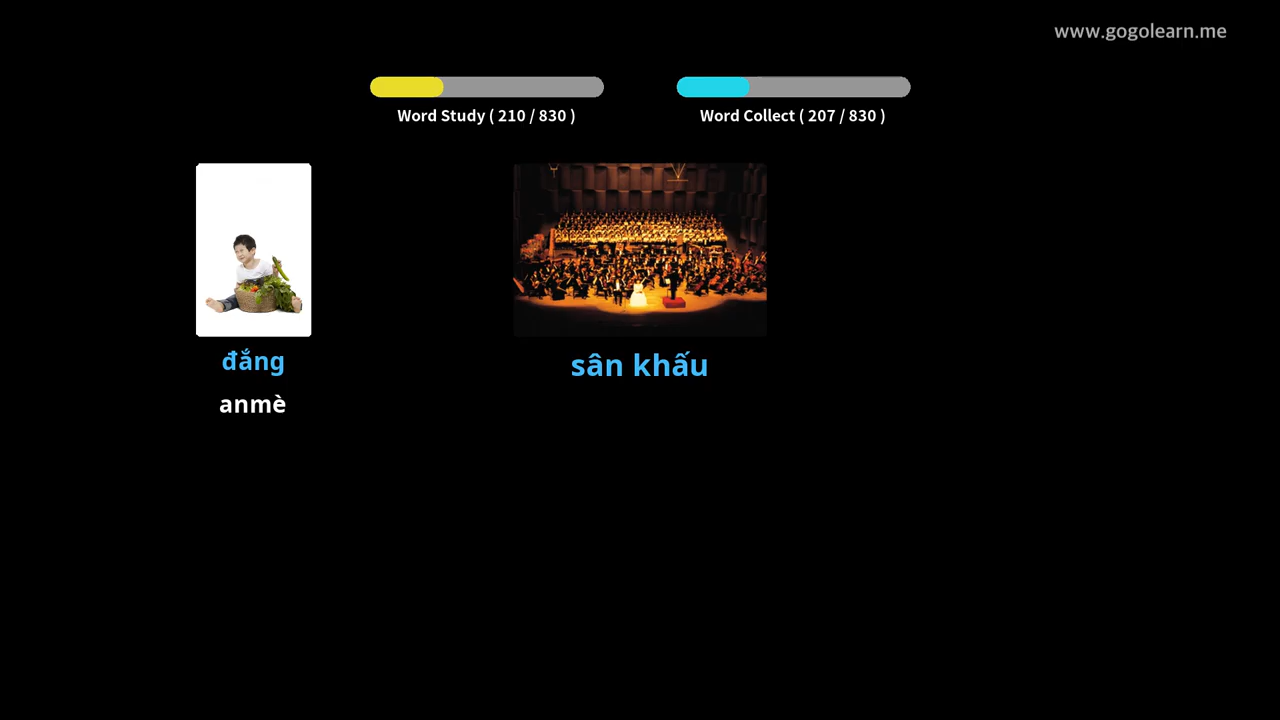 www.gogolearn.me
Word Study ( 210 / 830 )
Word Collect ( 207 / 830 )
đắng
anmè
sân khấu